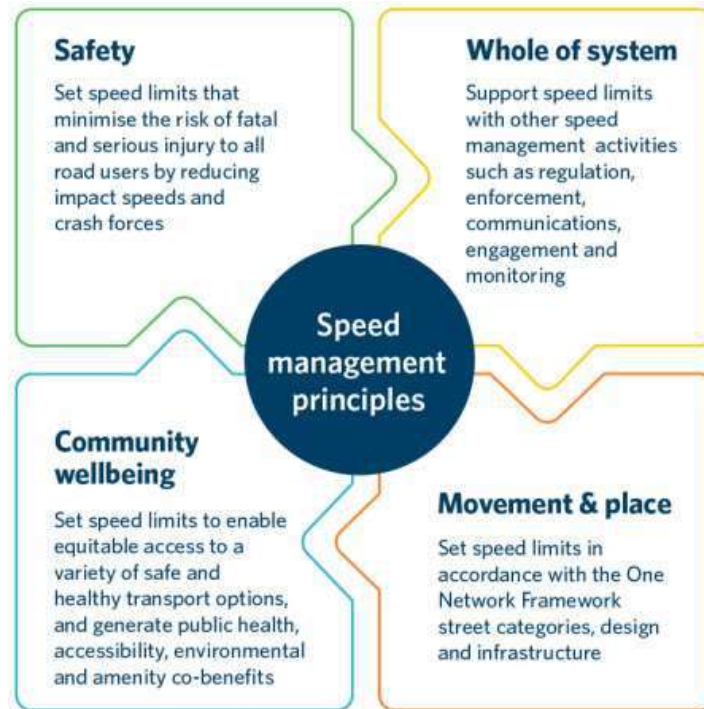 Safety
Set speed limits that
minimise the risk of fatal
and serious injury to all
road users by reducing
impact speeds and
crash forces
Whole of system
Support speed limits
with other speed
management activities
such as regulation,
enforcement,
communications,
engagement and
monitoring
Speed
management
principles
Community
wellbeing
Set speed limits to enable
equitable access to a
variety of safe and
healthy transport options,
and generate public health,
accessibility, environmental
and amenity co-benefits
Movement & place
Set speed limits in
accordance with the One
Network Framework
street categories, design
and infrastructure